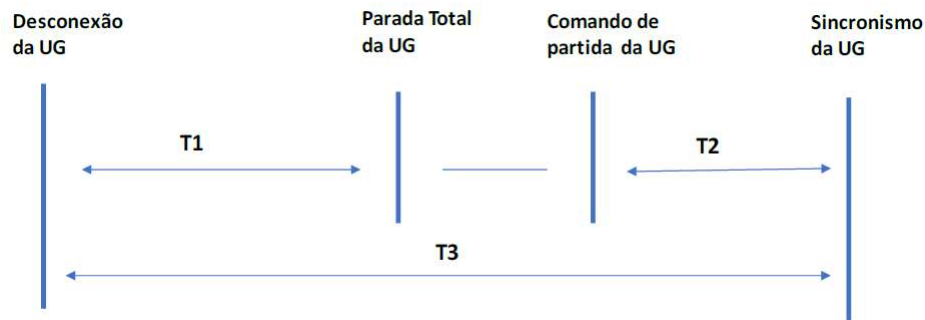 Desconexão
da UG
Parada Total
da UG
Comando de
partida da UG
Sincronismo
da UG
T1
T2
T3